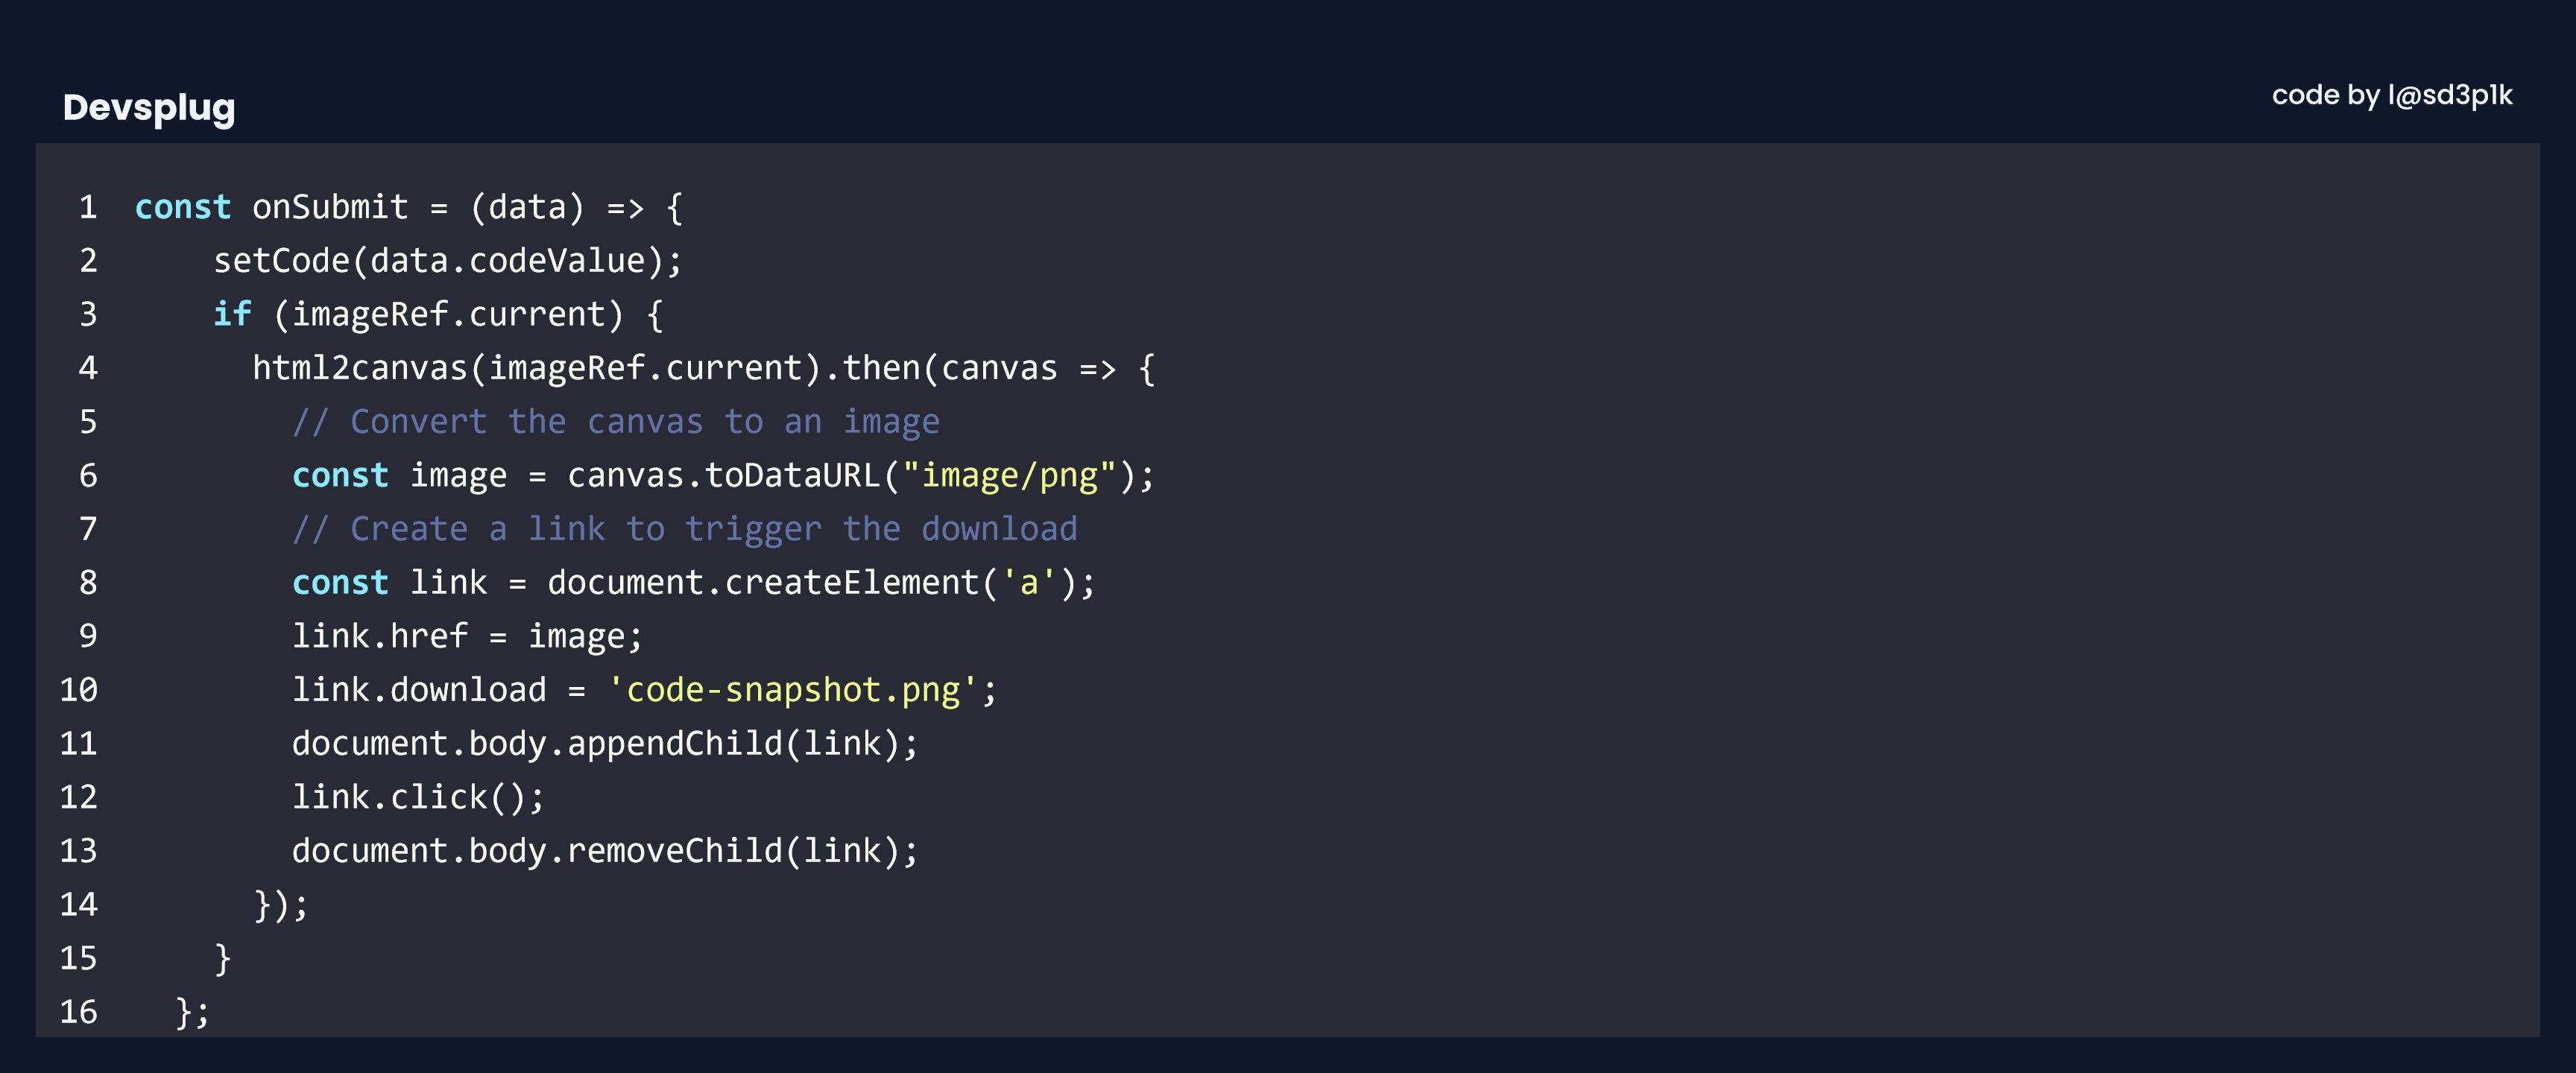 Devsplug
code by l@sd3p1k
1 const onSubmit = (data) => {
2     setCode(data.codeValue);
3     if (imageRef.current) {
4       html2canvas(imageRef.current).then(canvas => {
5         // Convert the canvas to an image
6         const image = canvas.toDataURL("image/png");
7         // Create a link to trigger the download
8         const link = document.createElement('a');
9         link.href = image;
10         link.download = 'code-snapshot.png';
11         document.body.appendChild(link);
12         link.click();
13         document.body.removeChild(link);
14       });
15     }
16   };